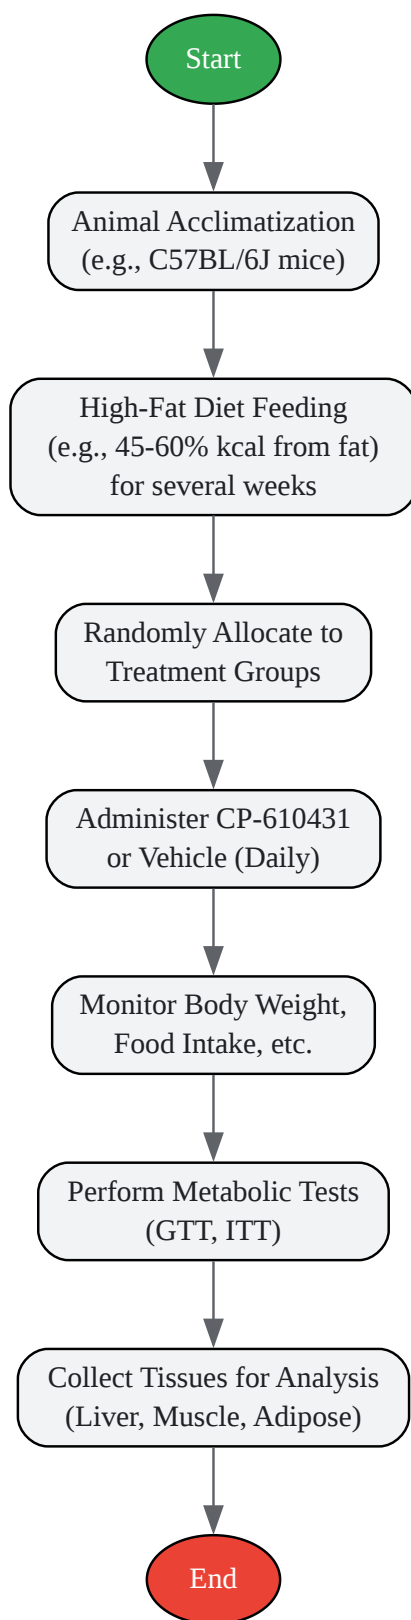 Start
Animal Acclimatization
(e.g., C57BL/6J mice)
High-Fat Diet Feeding
(e.g., 45-60% kcal from fat)
for several weeks
Randomly Allocate to
Treatment Groups
Administer CP-610431
or Vehicle (Daily)
Monitor Body Weight,
Food Intake, etc.
Perform Metabolic Tests
(GTT, ITT)
Collect Tissues for Analysis
(Liver, Muscle, Adipose)
End